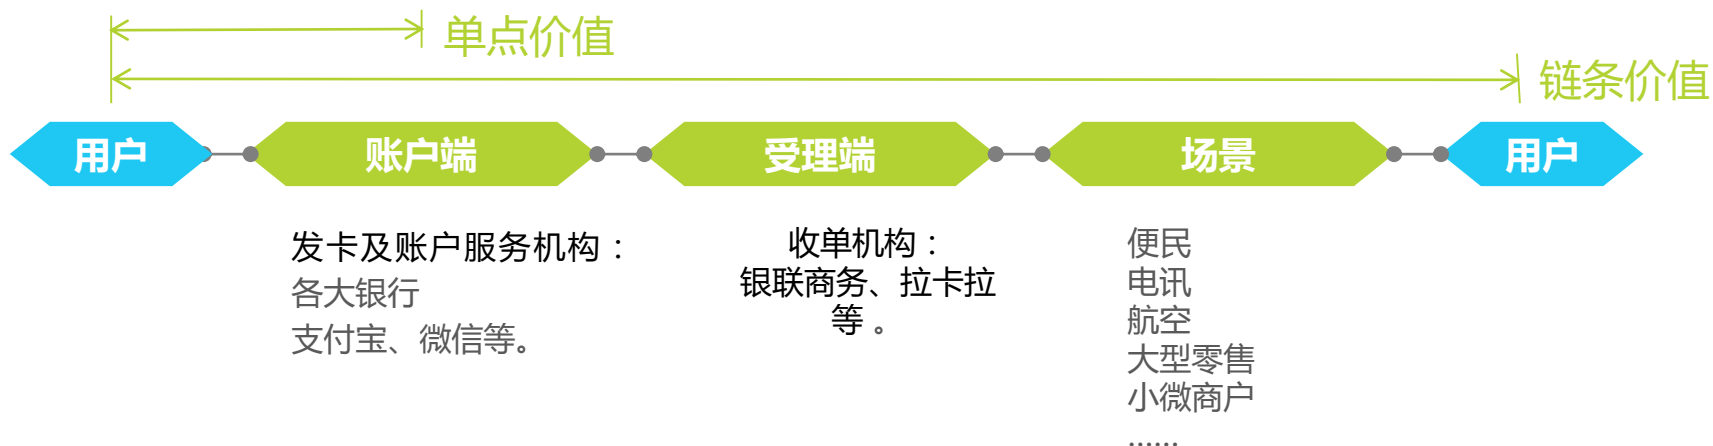 单点价值
链条价值
用户
账户端
受理端
场景
用户
发卡及账户服务机构：
各大银行
支付宝、微信等。
收单机构：
银联商务、拉卡拉
等 。
便民
电讯
航空
大型零售
小微商户
......